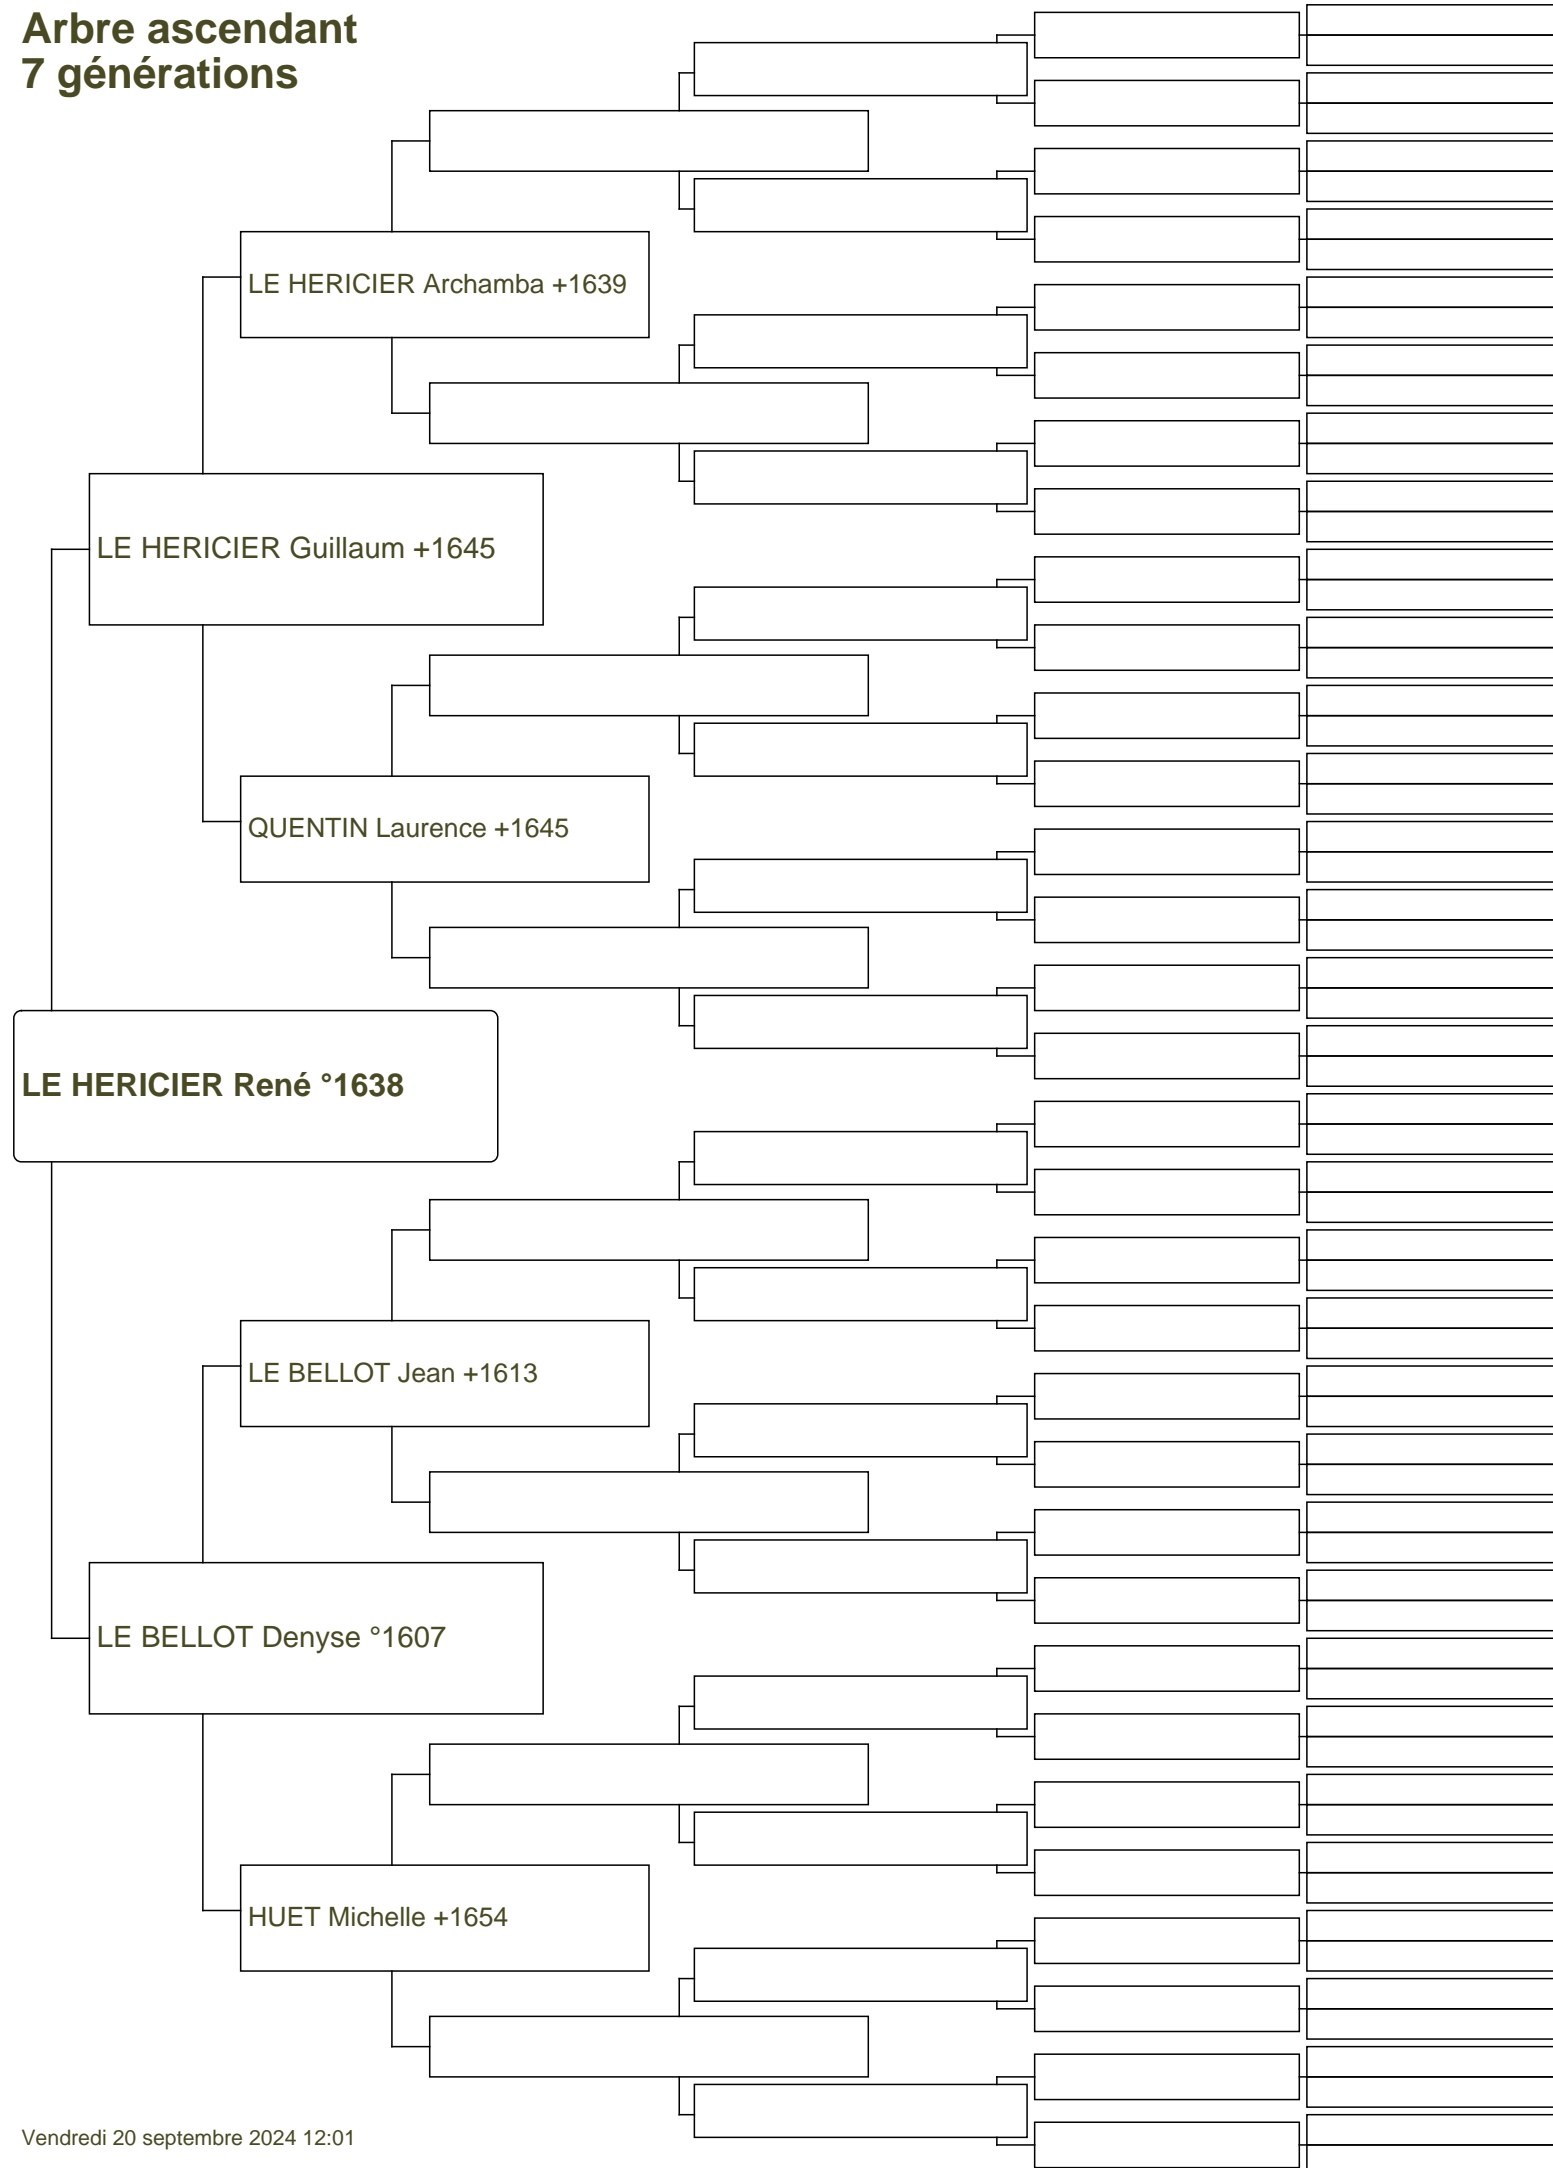 Arbre ascendant
7 générations
LE HERICIER Archamba +1639
LE HERICIER Guillaum +1645
QUENTIN Laurence +1645
LE HERICIER René °1638
LE BELLOT Jean +1613
LE BELLOT Denyse °1607
HUET Michelle +1654
Vendredi 20 septembre 2024 12:01